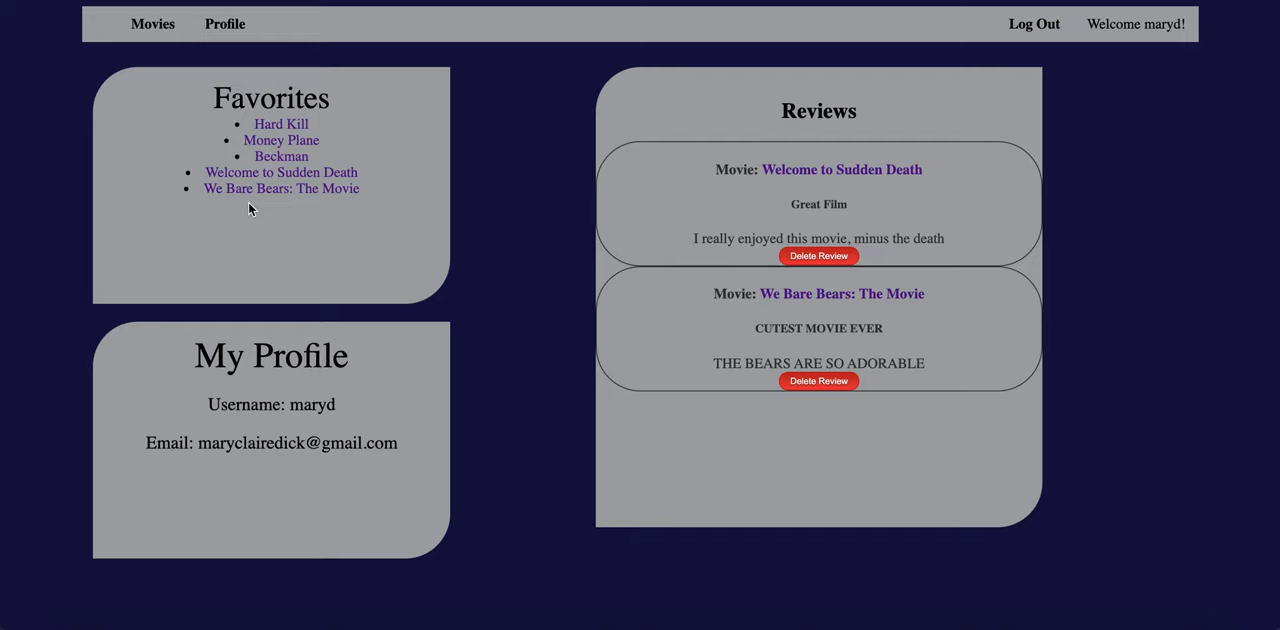 Movies Profile Log Out Welcome maryd!
Favorites
Hard Kill
Money Plane
Beckman
Welcome to Sudden Death
We Bare Bears: The Movie
My Profile
Username: maryd
Email: maryclairedick@gmail.com
Reviews
Movie: Welcome to Sudden Death
Great Film
I really enjoyed this movie, minus the death
Delete Review
Movie: We Bare Bears: The Movie
CUTEST MOVIE EVER
THE BEARS ARE SO ADORABLE
Delete Review